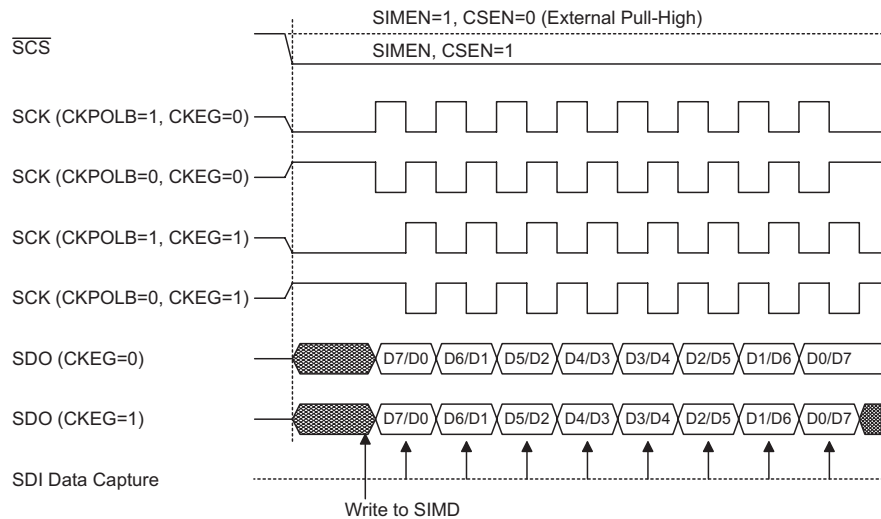 SIMEN=1, CSEN=0 (External Pull-High)
SCS
SIMEN, CSEN=1
SCK (CKPOLB=1, CKEG=0)
SCK (CKPOLB=0, CKEG=0)
SCK (CKPOLB=1, CKEG=1)
SCK (CKPOLB=0, CKEG=1)
SDO (CKEG=0) D7/D0 D6/D1 D5/D2 D4/D3 D3/D4 D2/D5 D1/D6 D0/D7
SDO (CKEG=1) D7/D0 D6/D1 D5/D2 D4/D3 D3/D4 D2/D5 D1/D6 D0/D7
SDI Data Capture
Write to SIMD